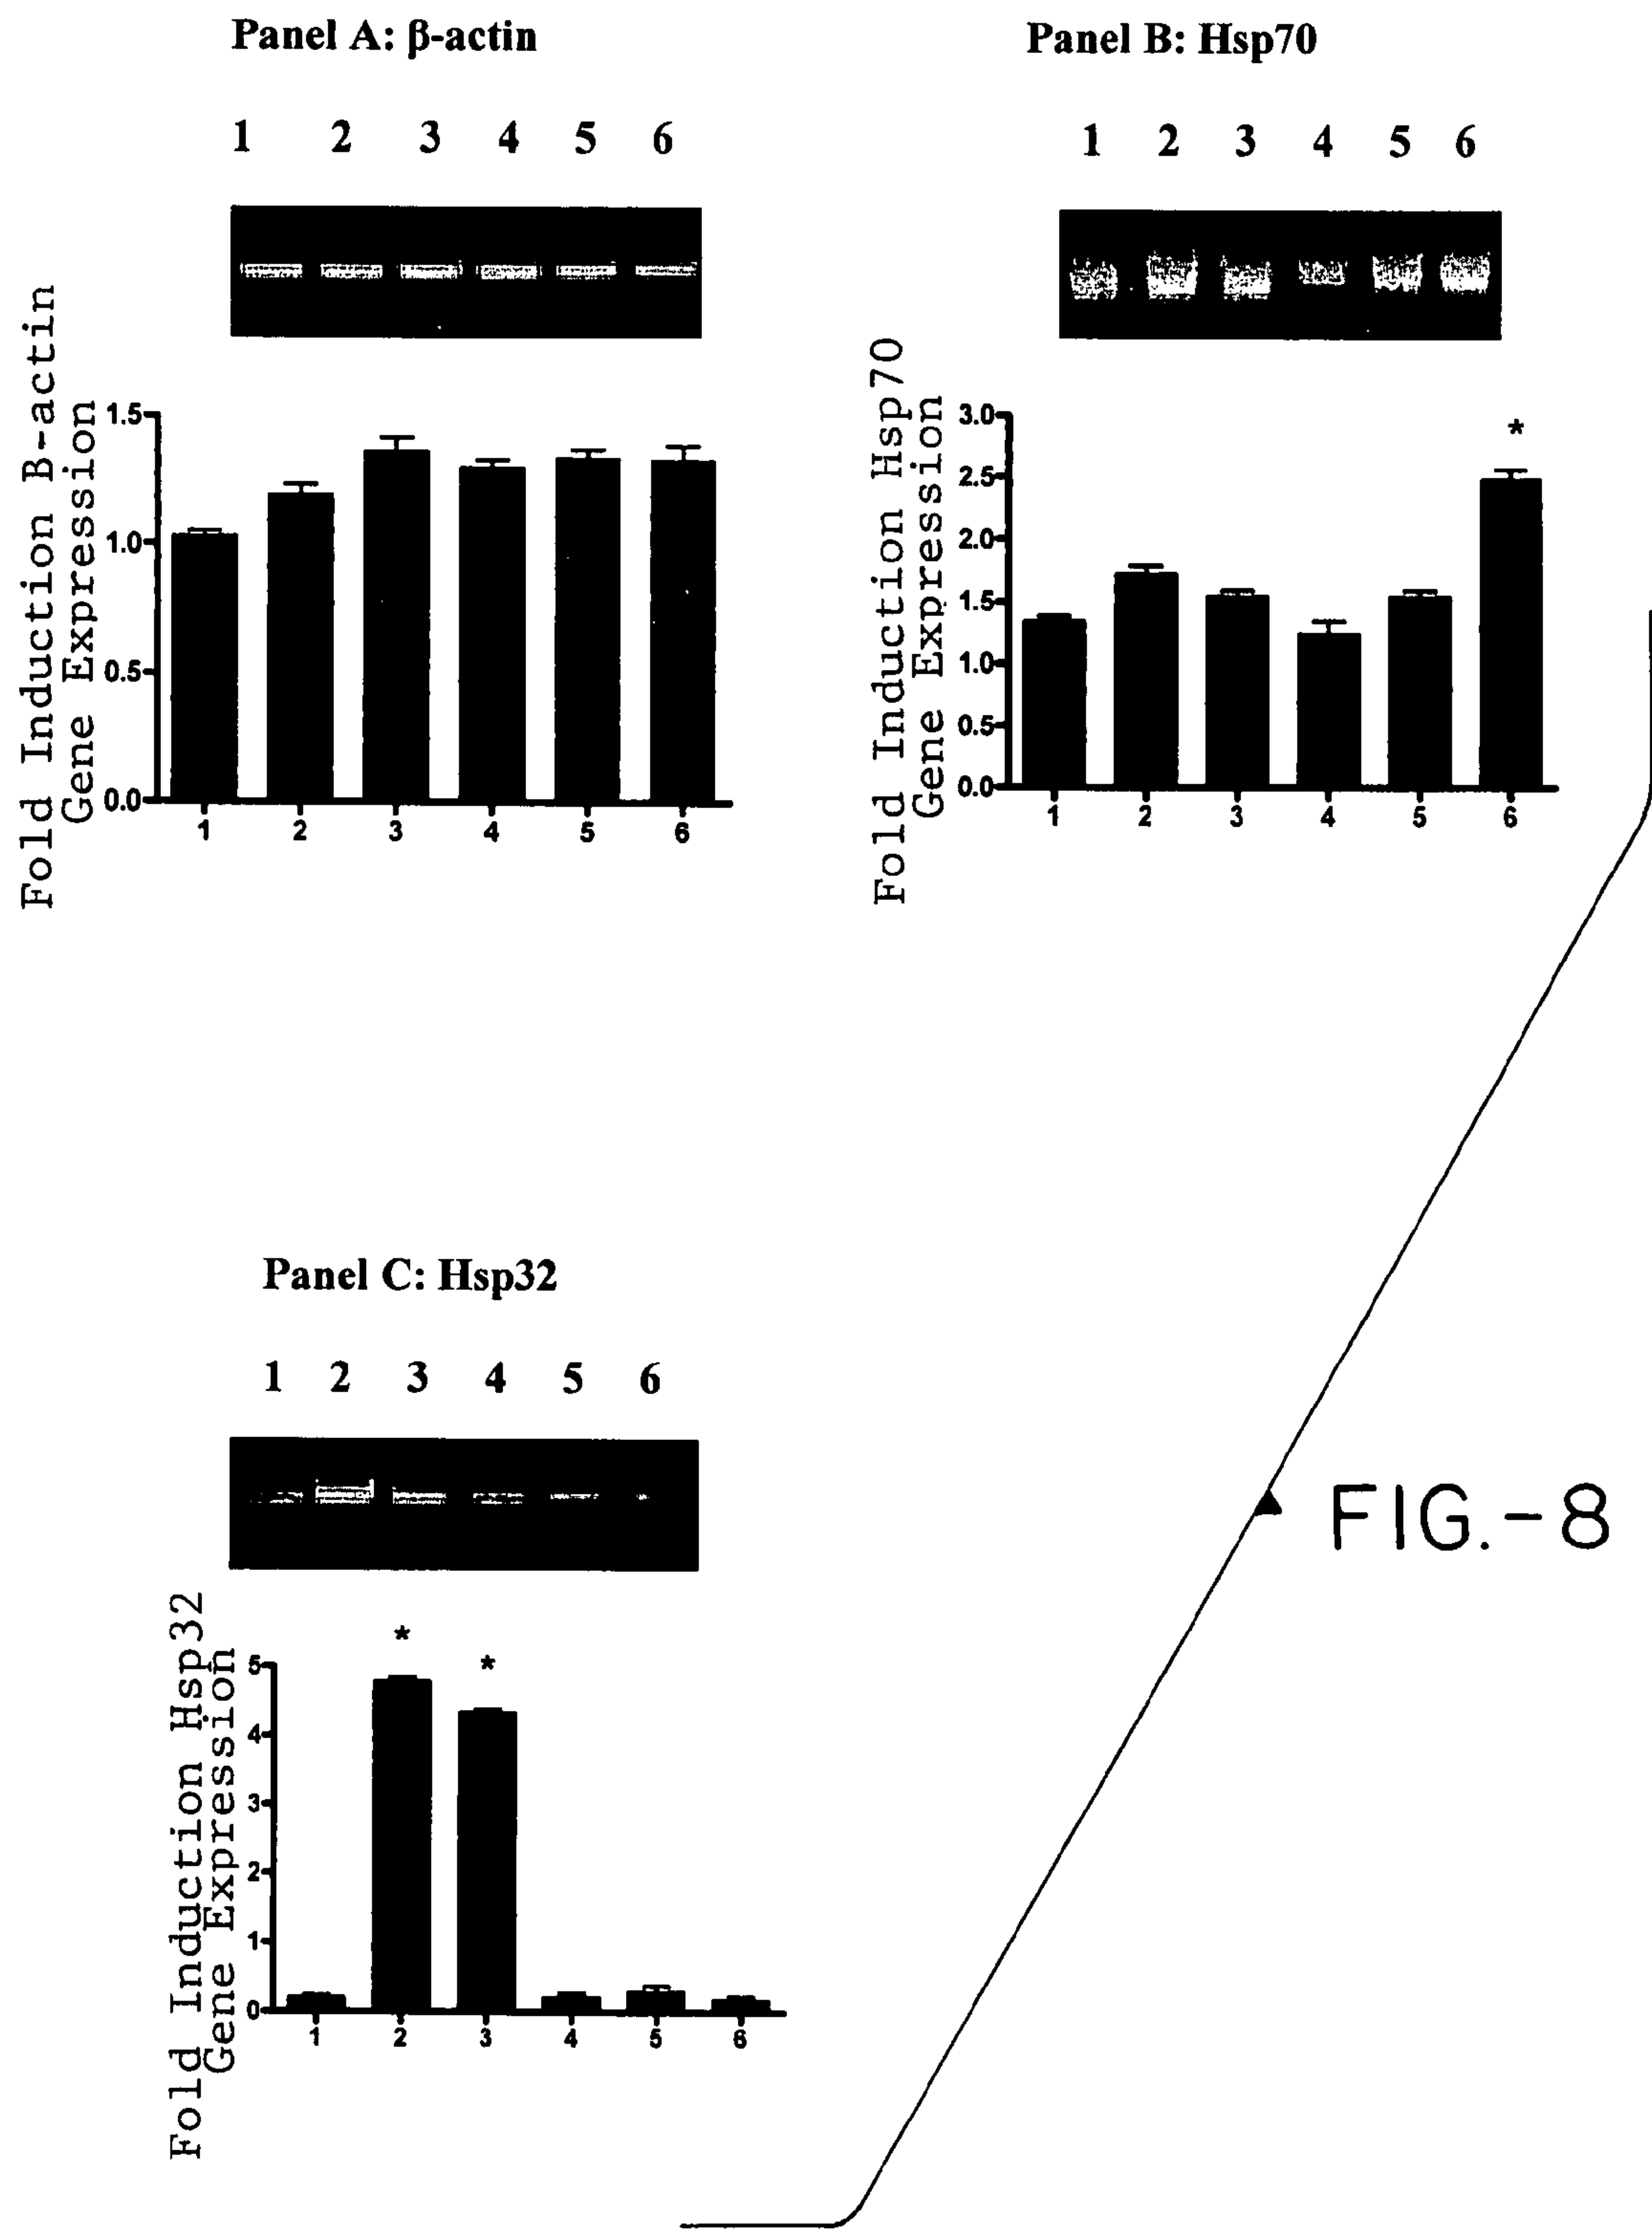 Panel A: β-actin
1 2 3 4 5 6
Fold Induction B-actin
Gene Expression
1.5
1.0
0.5
0.0
1 2 3 4 5 6
Panel B: Hsp70
1 2 3 4 5 6
Fold Induction Hsp70
Gene Expression
3.0
2.5
2.0
1.5
1.0
0.5
0.0
*
1 2 3 4 5 6
Panel C: Hsp32
1 2 3 4 5 6
Fold Induction Hsp32
Gene Expression
5
4
3
2
1
0
* *
1 2 3 4 5 6
FIG.-8